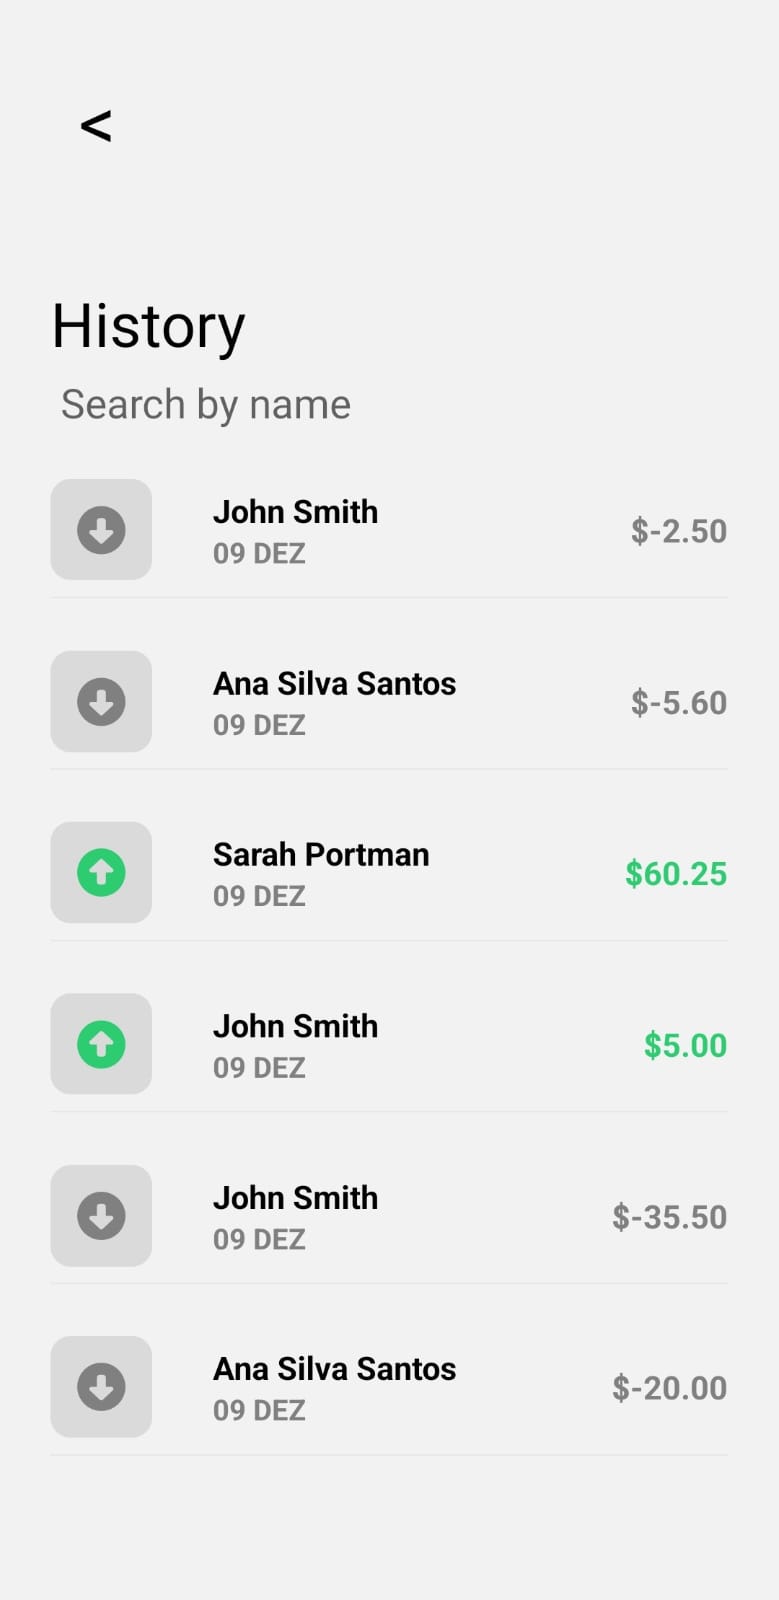 <
History
Search by name
John Smith
09 DEZ
$-2.50
Ana Silva Santos
09 DEZ
$-5.60
Sarah Portman
09 DEZ
$60.25
John Smith
09 DEZ
$5.00
John Smith
09 DEZ
$-35.50
Ana Silva Santos
09 DEZ
$-20.00